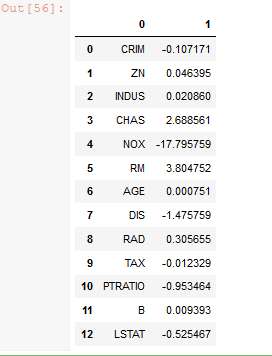 Out[56]:
0 1
0 CRIM -0.107171
1 ZN 0.046395
2 INDUS 0.020860
3 CHAS 2.688561
4 NOX -17.795759
5 RM 3.804752
6 AGE 0.000751
7 DIS -1.475759
8 RAD 0.305655
9 TAX -0.012329
10 PTRATIO -0.953464
11 B 0.009393
12 LSTAT -0.525467